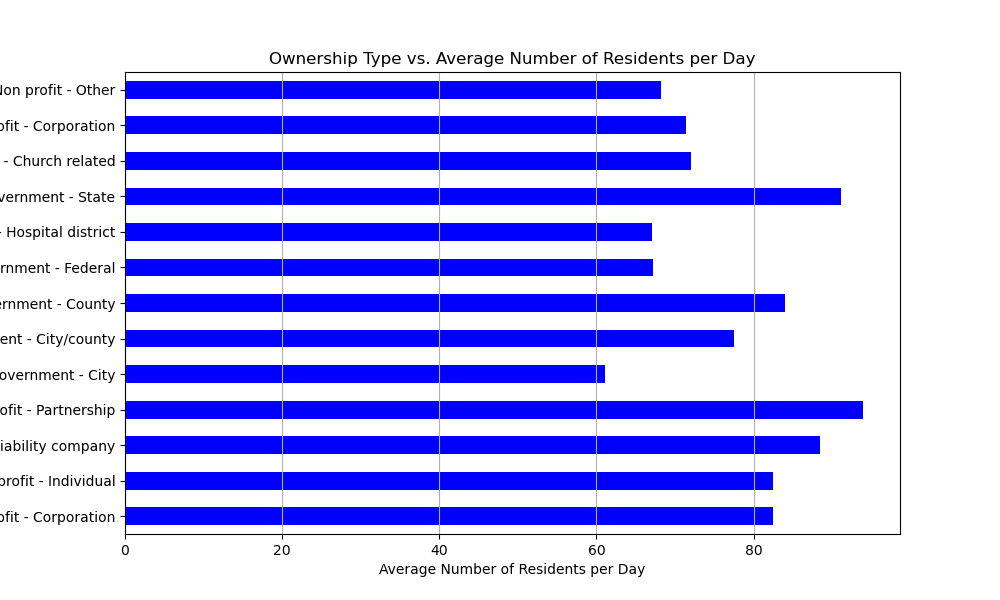 Ownership Type vs. Average Number of Residents per Day
Non profit - Other
ofit - Corporation
- Church related
vernment - State
- Hospital district
rnment - Federal
ernment - County
ent - City/county
overnment - City
ofit - Partnership
iability company
profit - Individual
ofit - Corporation
0 20 40 60 80
Average Number of Residents per Day